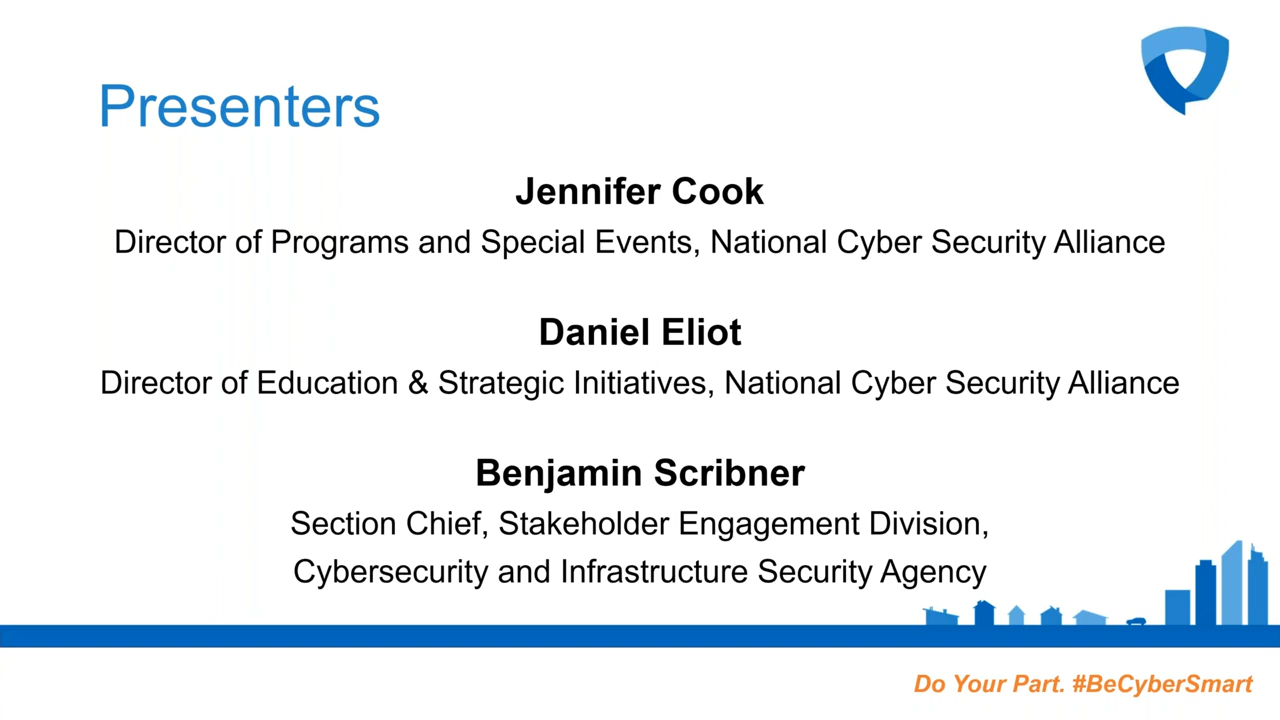 Presenters
Jennifer Cook
Director of Programs and Special Events, National Cyber Security Alliance
Daniel Eliot
Director of Education & Strategic Initiatives, National Cyber Security Alliance
Benjamin Scribner
Section Chief, Stakeholder Engagement Division,
Cybersecurity and Infrastructure Security Agency
Do Your Part. #BeCyberSmart